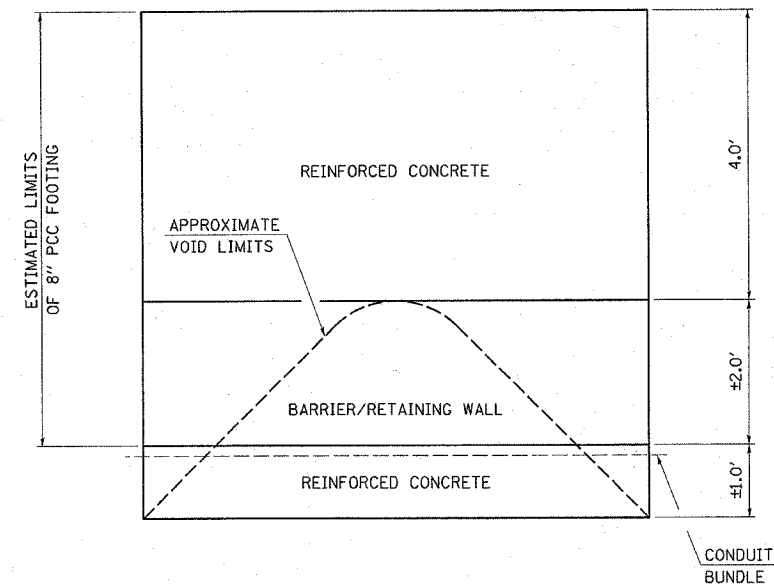 ESTIMATED LIMITS
OF 8" PCC FOOTING
REINFORCED CONCRETE
4.0'
APPROXIMATE
VOID LIMITS
±2.0'
BARRIER/RETAINING WALL
REINFORCED CONCRETE
±1.0'
CONDUIT
BUNDLE